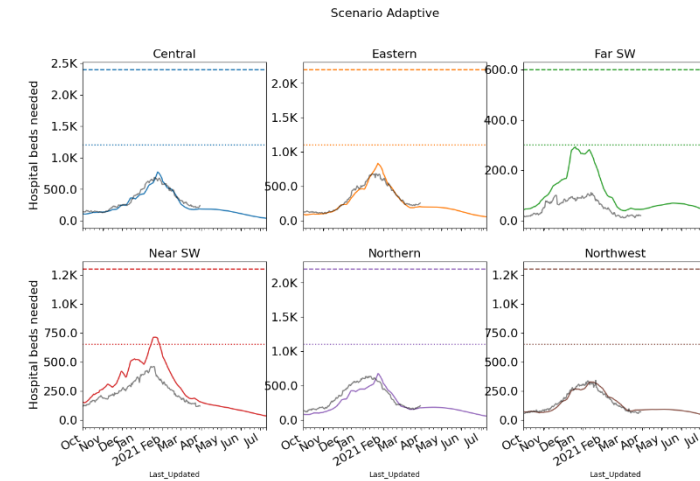 Scenario Adaptive
Central
Eastern
Far SW
Hospital beds needed
2.5K
2.0K
1.5K
1.0K
500.0
0.0
2.0K
1.5K
1.0K
500.0
0.0
600.0
400.0
200.0
0.0
Near SW
Northern
Northwest
Hospital beds needed
1.2K
1.0K
750.0
500.0
250.0
0.0
2.0K
1.0K
500.0
0.0
1.2K
1.0K
750.0
500.0
250.0
0.0
Oct Nov Dec Jan 2021 Feb Mar Apr May Jun Jul
Oct Nov Dec Jan 2021 Feb Mar Apr May Jun Jul
Oct Nov Dec Jan 2021 Feb Mar Apr May Jun Jul
Last_Updated
Last_Updated
Last_Updated